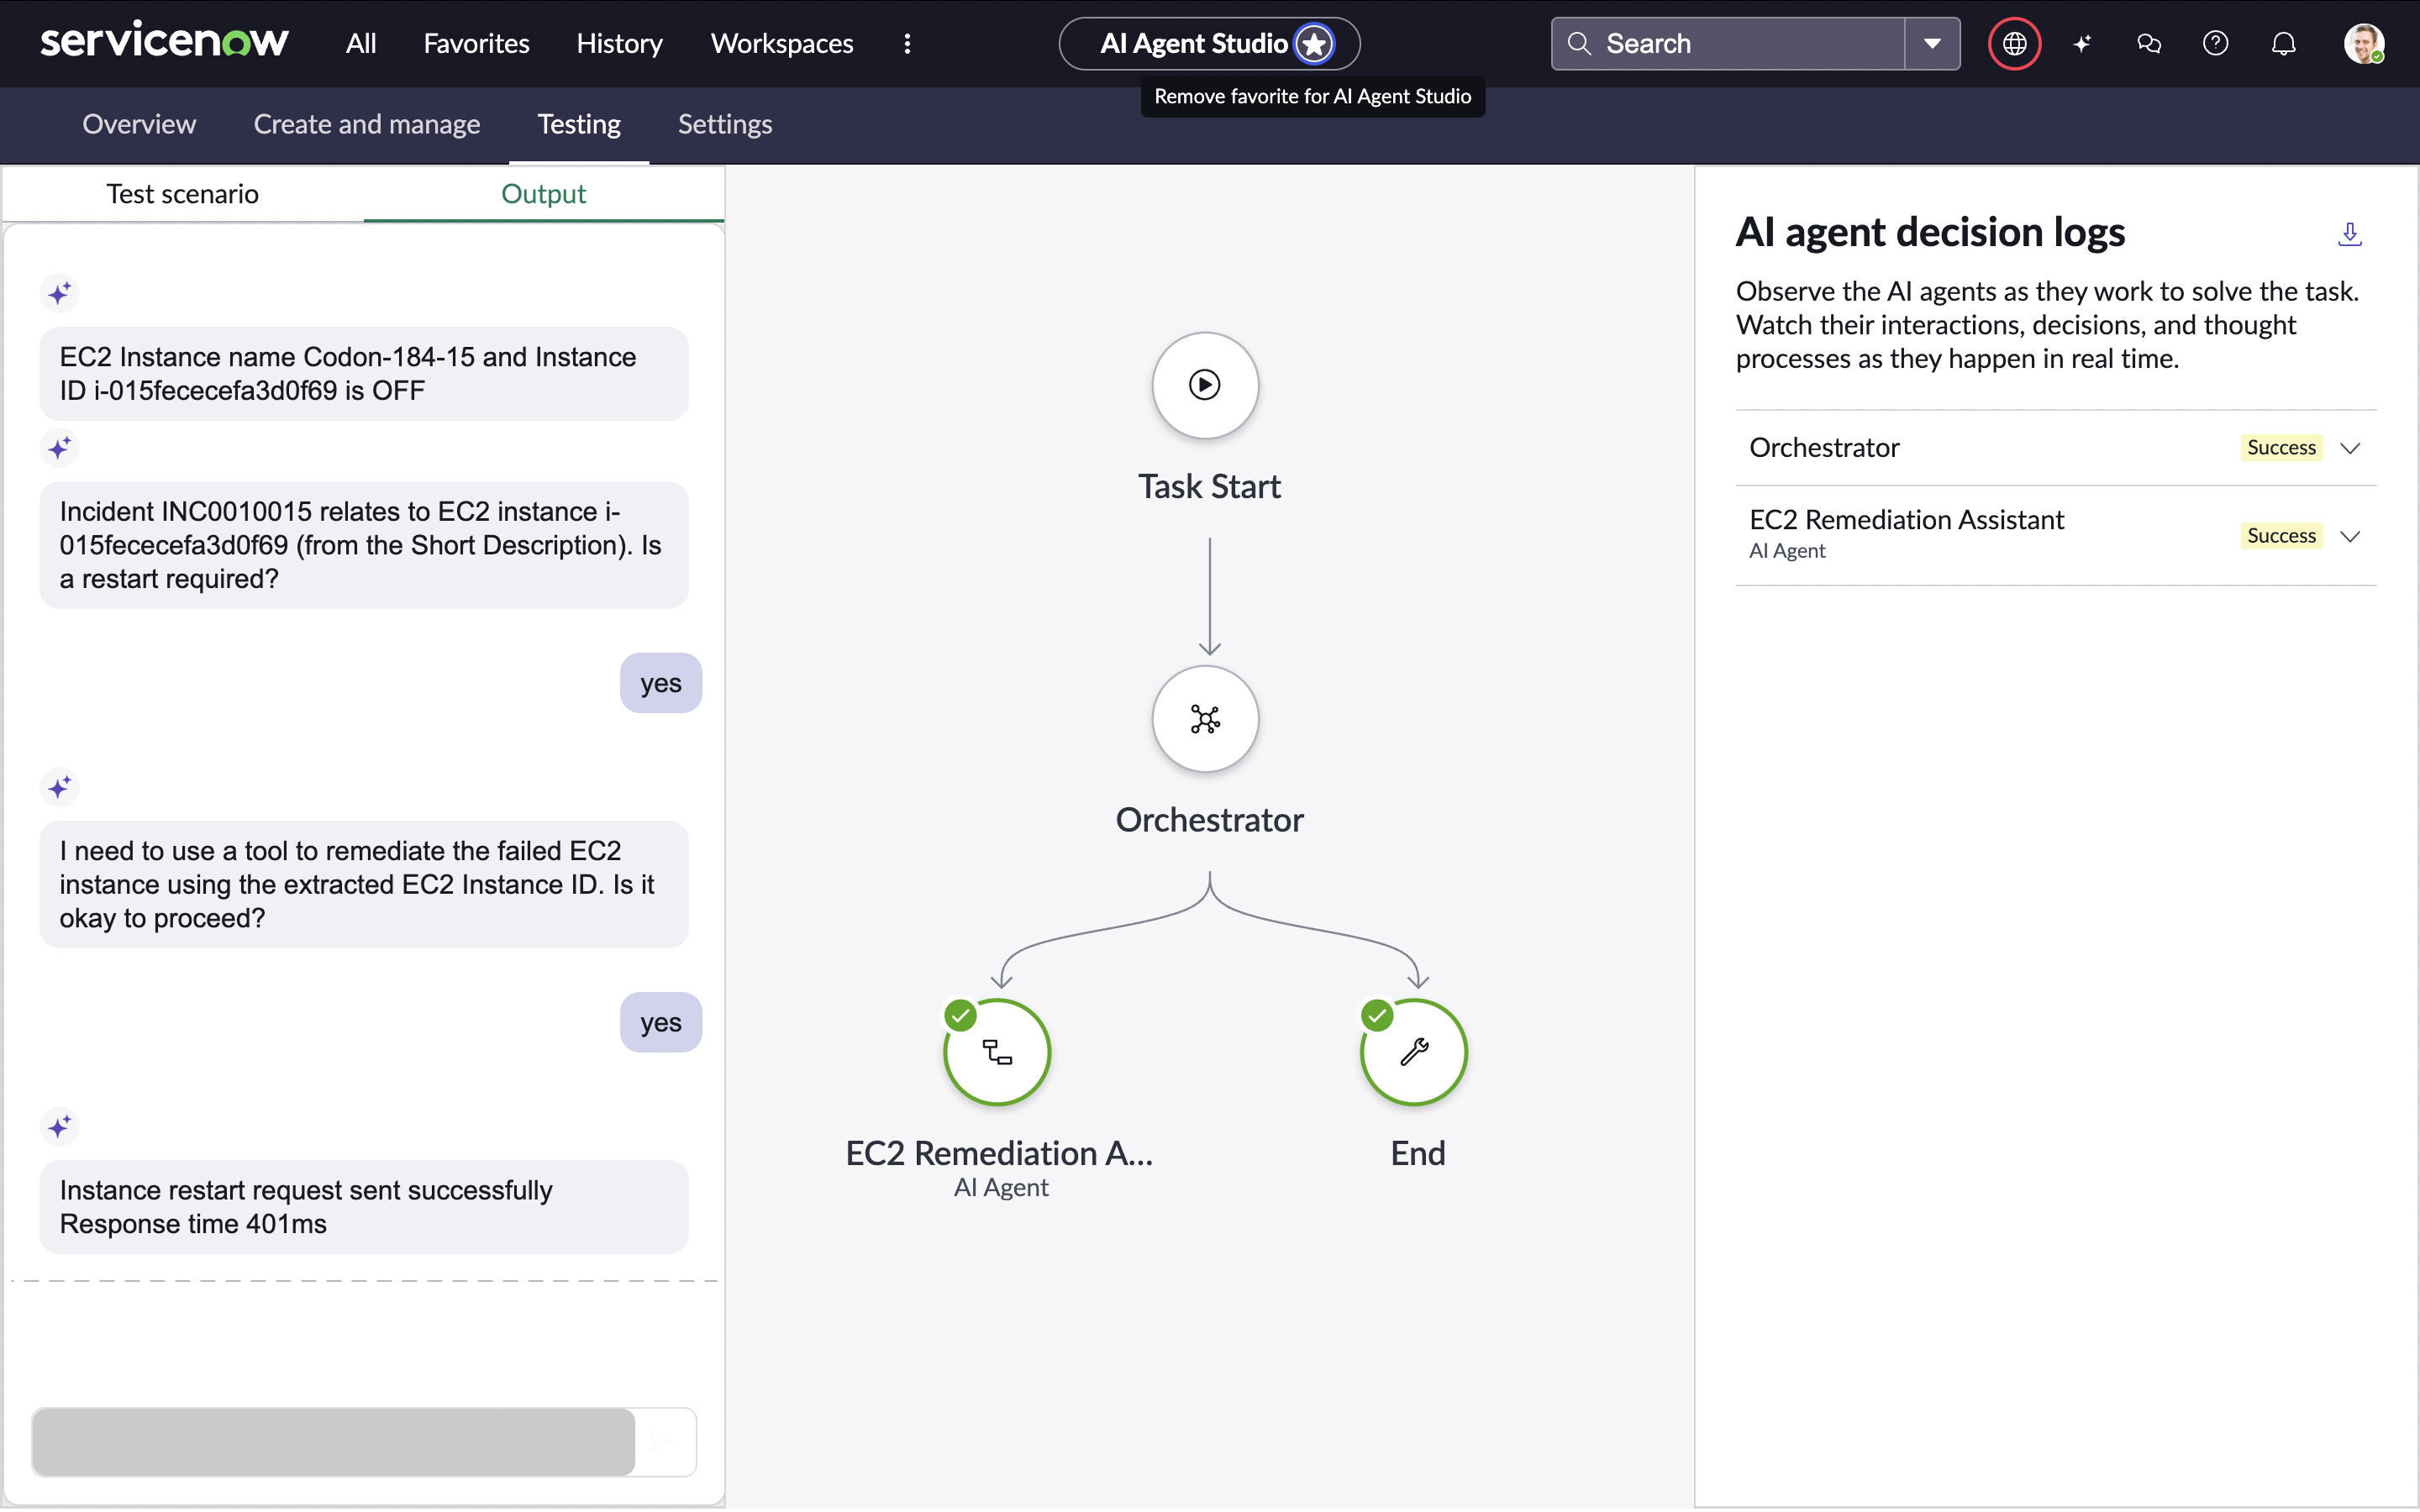 servicenow All Favorites History Workspaces AI Agent Studio Search
Remove favorite for AI Agent Studio
Overview Create and manage Testing Settings
Test scenario Output
EC2 Instance name Codon-184-15 and Instance
ID i-015fececefa3d0f69 is OFF
Incident INC0010015 relates to EC2 instance i-
015fececefa3d0f69 (from the Short Description). Is
a restart required?
yes
I need to use a tool to remediate the failed EC2
instance using the extracted EC2 Instance ID. Is it
okay to proceed?
yes
Instance restart request sent successfully
Response time 401ms
Task Start
Orchestrator
EC2 Remediation A...
AI Agent
End
AI agent decision logs
Observe the AI agents as they work to solve the task.
Watch their interactions, decisions, and thought
processes as they happen in real time.
Orchestrator Success
EC2 Remediation Assistant Success
AI Agent